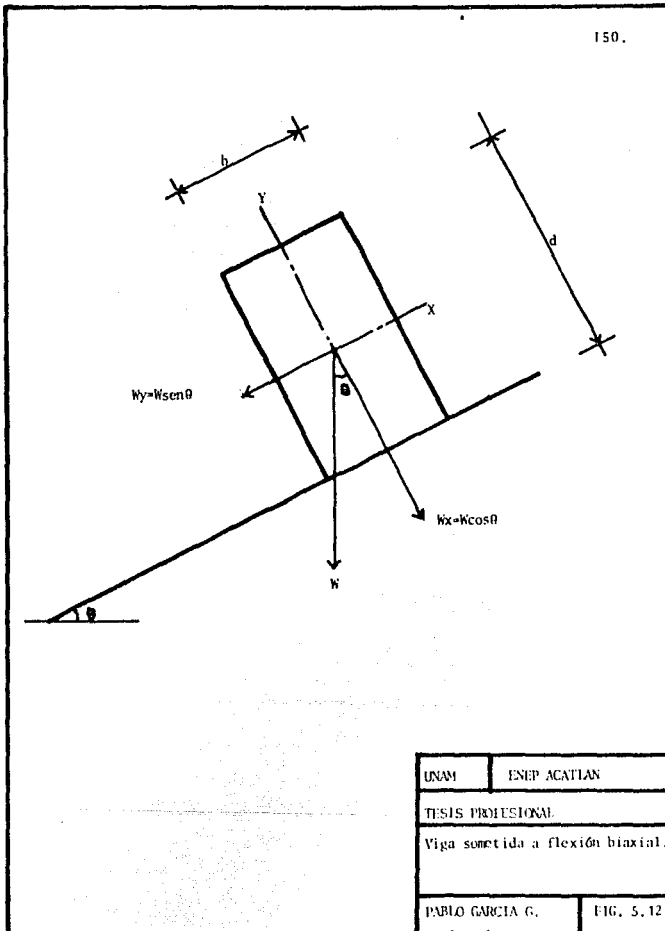 150.
b
d
Y
X
Wy=Wsenθ
θ
Wx=Wcosθ
W
θ
UNAM ENEP ACATLAN
TESIS PROFESIONAL
Viga sometida a flexión biaxial.
PABLO GARCIA G. FIG. 5.12